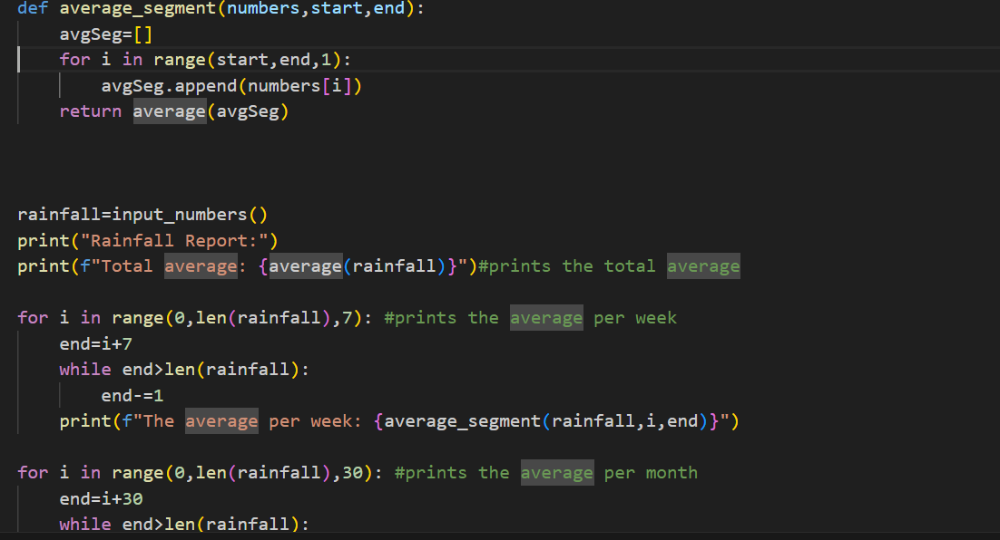 def average_segment(numbers,start,end):
    avgSeg=[]
    for i in range(start,end,1):
        avgSeg.append(numbers[i])
    return average(avgSeg)
rainfall=input_numbers()
print("Rainfall Report:")
print(f"Total average: {average(rainfall)}")#prints the total average
for i in range(0,len(rainfall),7): #prints the average per week
    end=i+7
    while end>len(rainfall):
        end-=1
    print(f"The average per week: {average_segment(rainfall,i,end)}")
for i in range(0,len(rainfall),30): #prints the average per month
    end=i+30
    while end>len(rainfall):